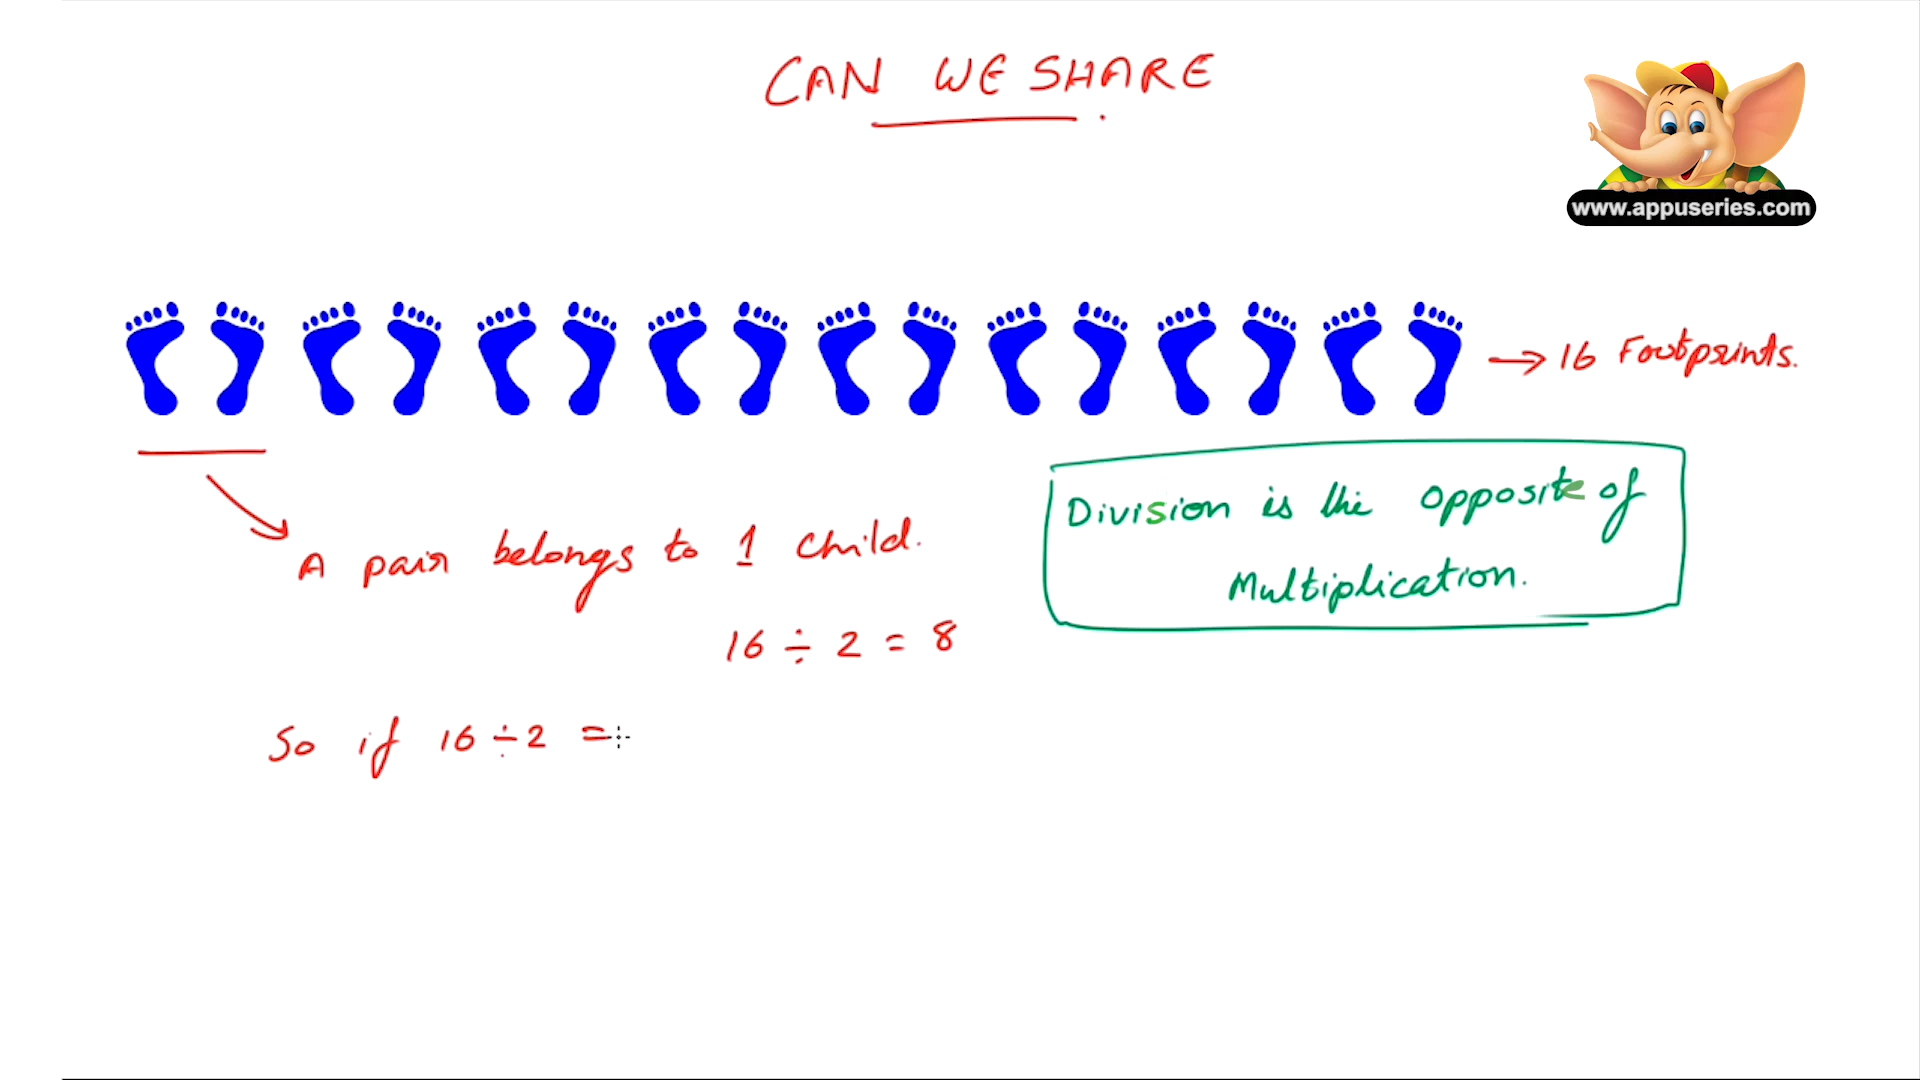 CAN WE SHARE
www.appuseries.com
→ 16 Footprints.
A pair belongs to 1 child.
Division is the opposite of
Multiplication.
16 ÷ 2 = 8
So if 16 ÷ 2 =